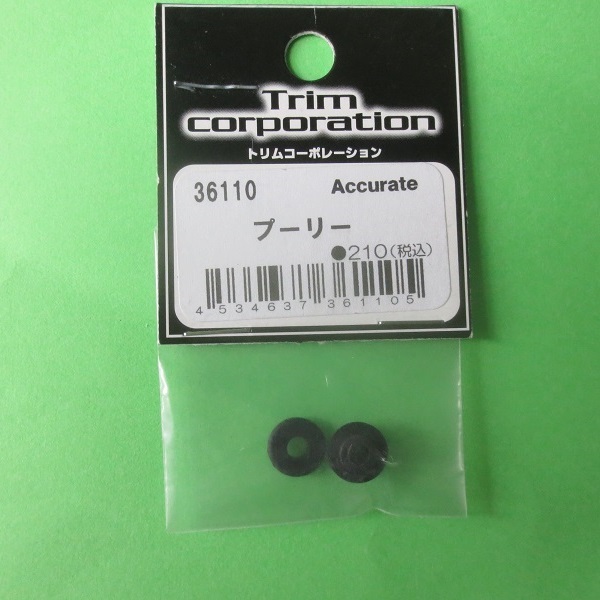 Trim
corporation
トリムコーポレーション
36110 Accurate
プーリー
●210(税込)
4 534637 361105